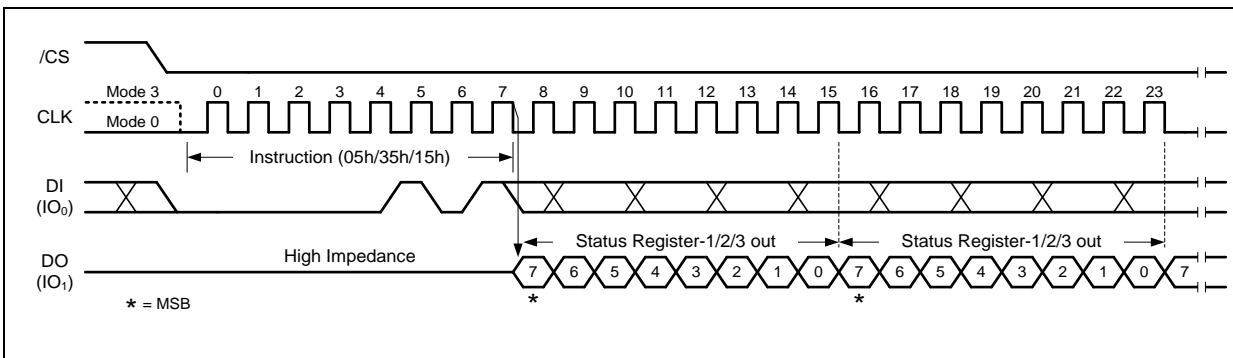 /CS
Mode 3
0 1 2 3 4 5 6 7 8 9 10 11 12 13 14 15 16 17 18 19 20 21 22 23
CLK
Mode 0
Instruction (05h/35h/15h)
DI
(IO₀)
Status Register-1/2/3 out Status Register-1/2/3 out
High Impedance
DO
(IO₁)
7 6 5 4 3 2 1 0 7 6 5 4 3 2 1 0 7
* = MSB
* *